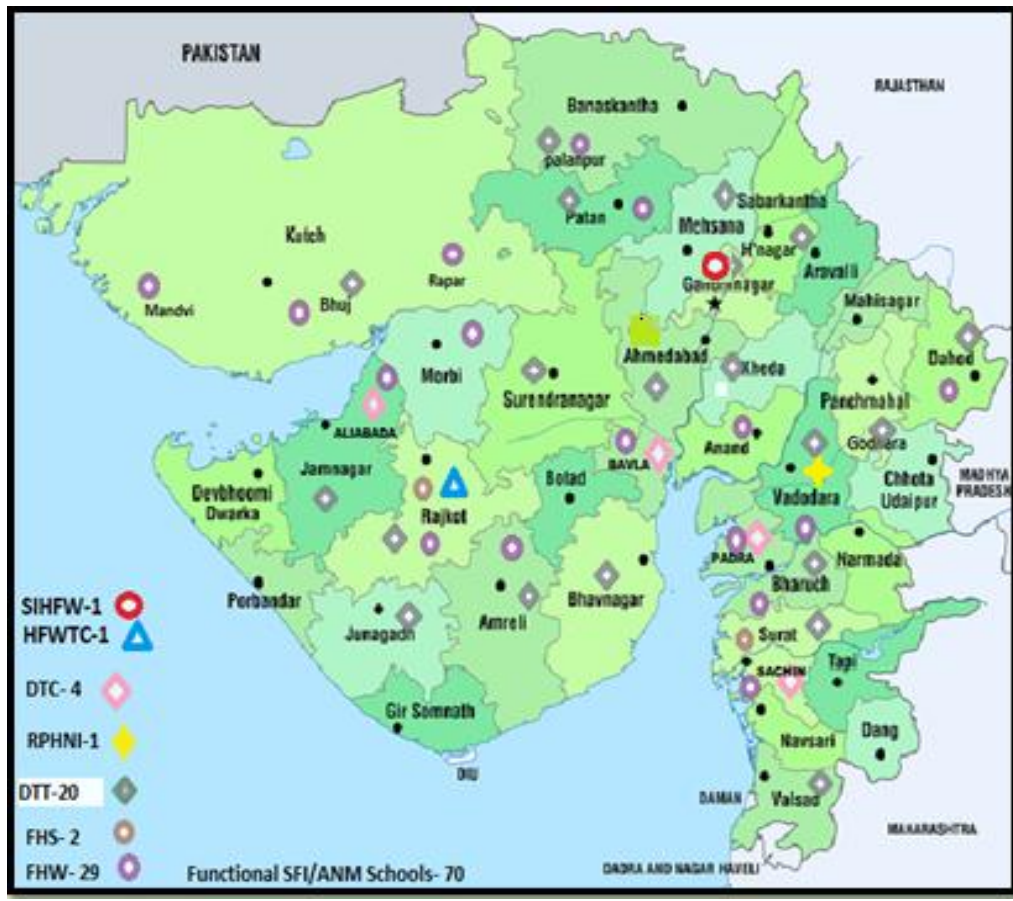 PAKISTAN
RAJASTHAN
Banaskantha
palanpur
Sabarkantha
Patan
Mehsana
Kutch
H'nagar
Aravalli
Rapar
Gandhinagar
Mandvi
Bhuj
Mahisagar
Ahmedabad
Dahod
Kheda
Morbi
Surendranagar
Panchmahal
ALIABADA
Anand
Godhara
BAVLA
Jamnagar
Botad
Chhota
Udaipur
MADHYA
PRADESH
Devbhoomi
Dwarka
Vadodara
Rajkot
PADRA
Narmada
Bharuch
Porbandar
Bhavnagar
SIHFW-1
Amreli
HFWTC-1
Junagadh
Surat
Tapi
SACHIN
DTC- 4
Gir Somnath
Dang
RPHNI-1
Navsari
DIU
DTT-20
DAMAN
Valsad
FHS- 2
MAHARASHTRA
FHW- 29
Functional SFI/ANM Schools- 70
DADRA AND NAGAR HAVELI